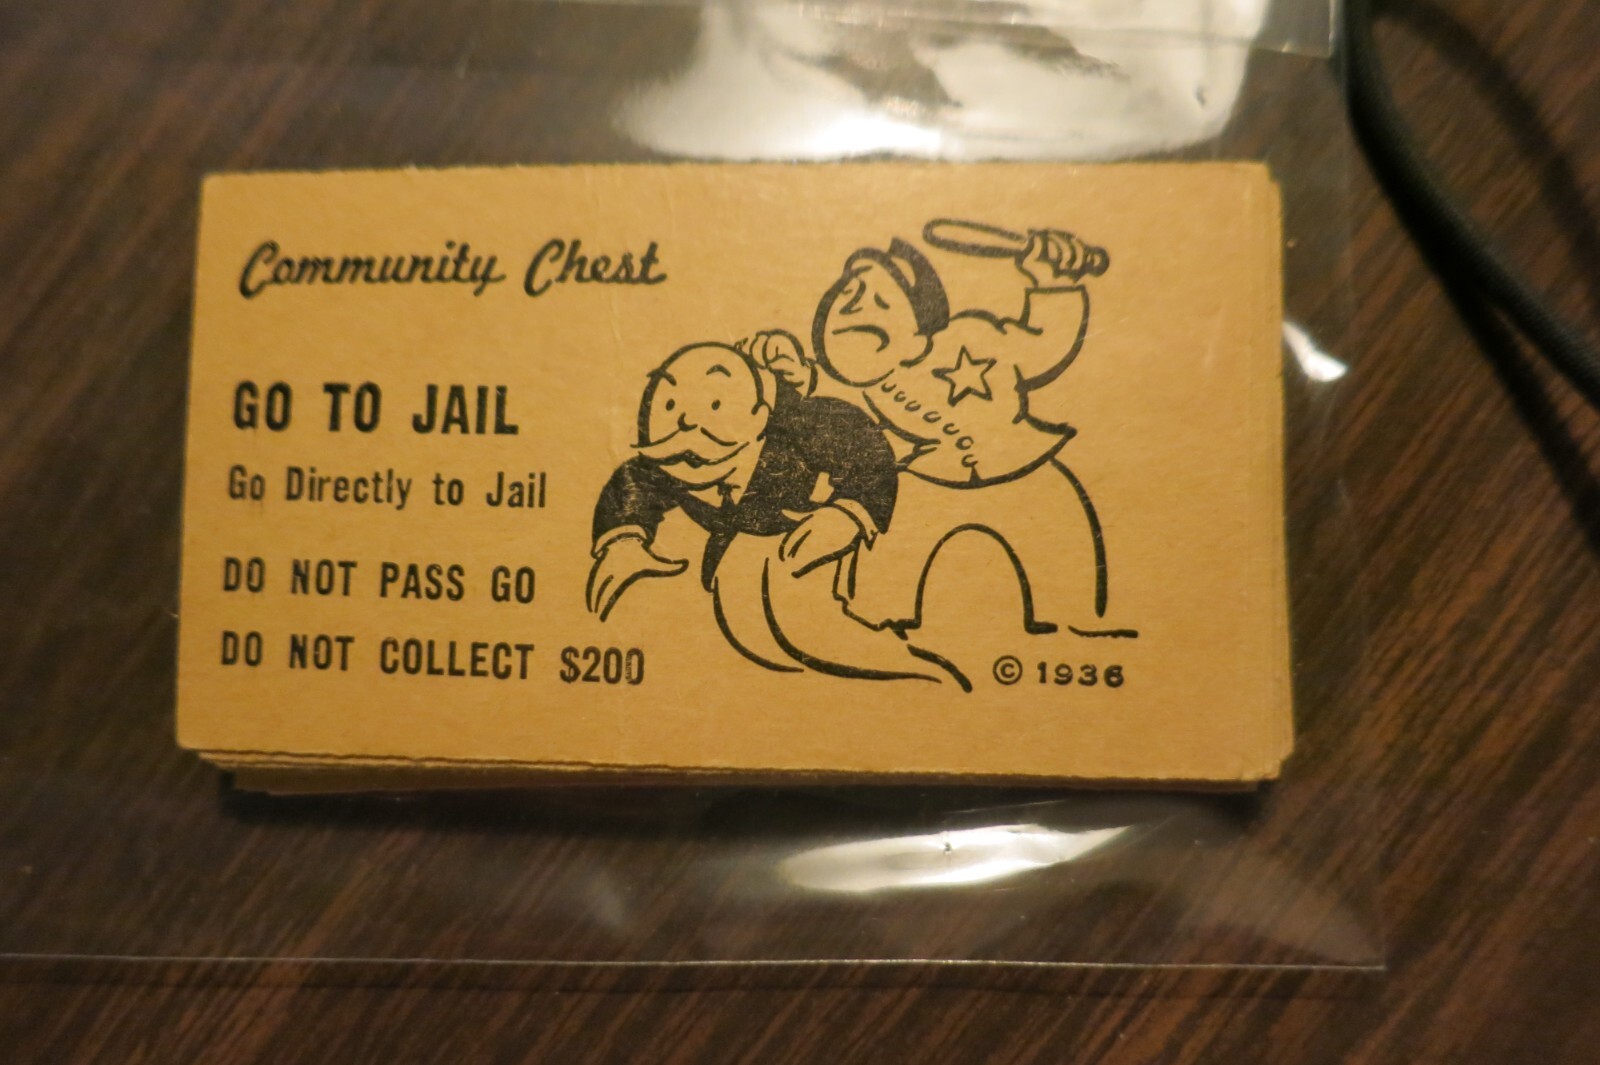 Community Chest
GO TO JAIL
Go Directly to Jail
DO NOT PASS GO
DO NOT COLLECT $200
© 1936